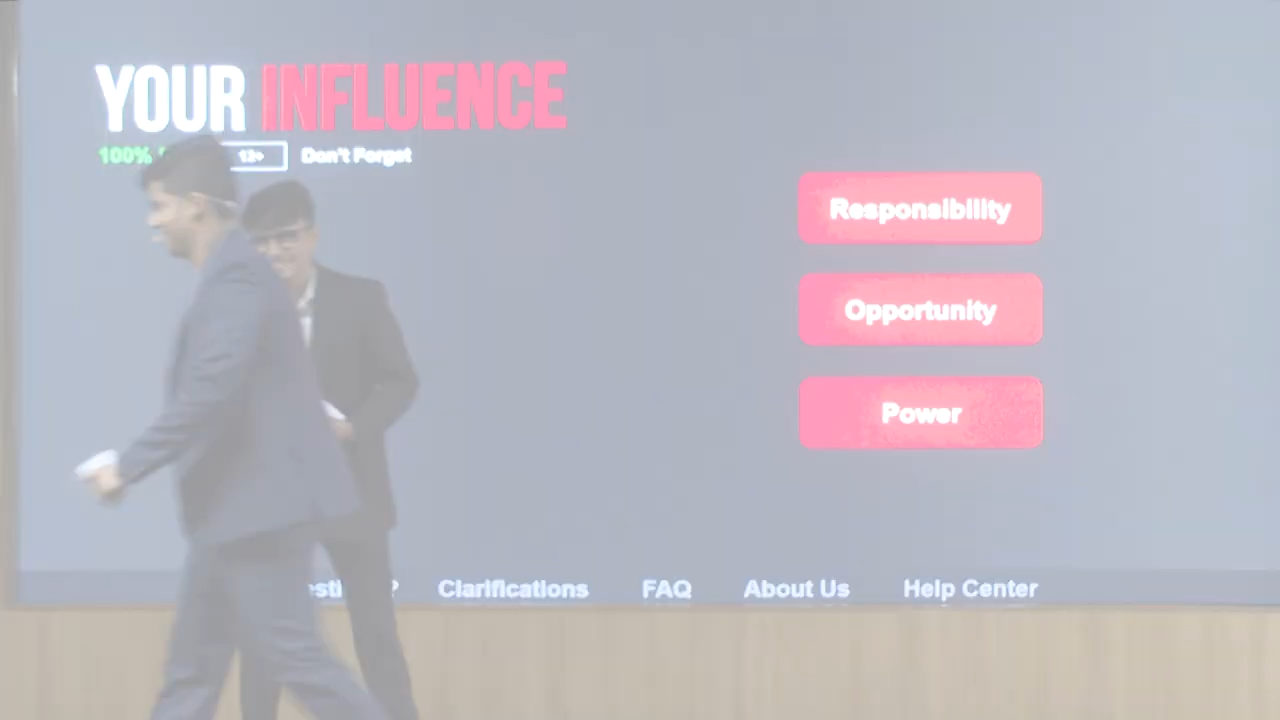 YOUR INFLUENCE
100% 12+ Don't Forget
Responsibility
Opportunity
Power
Clarifications FAQ About Us Help Center